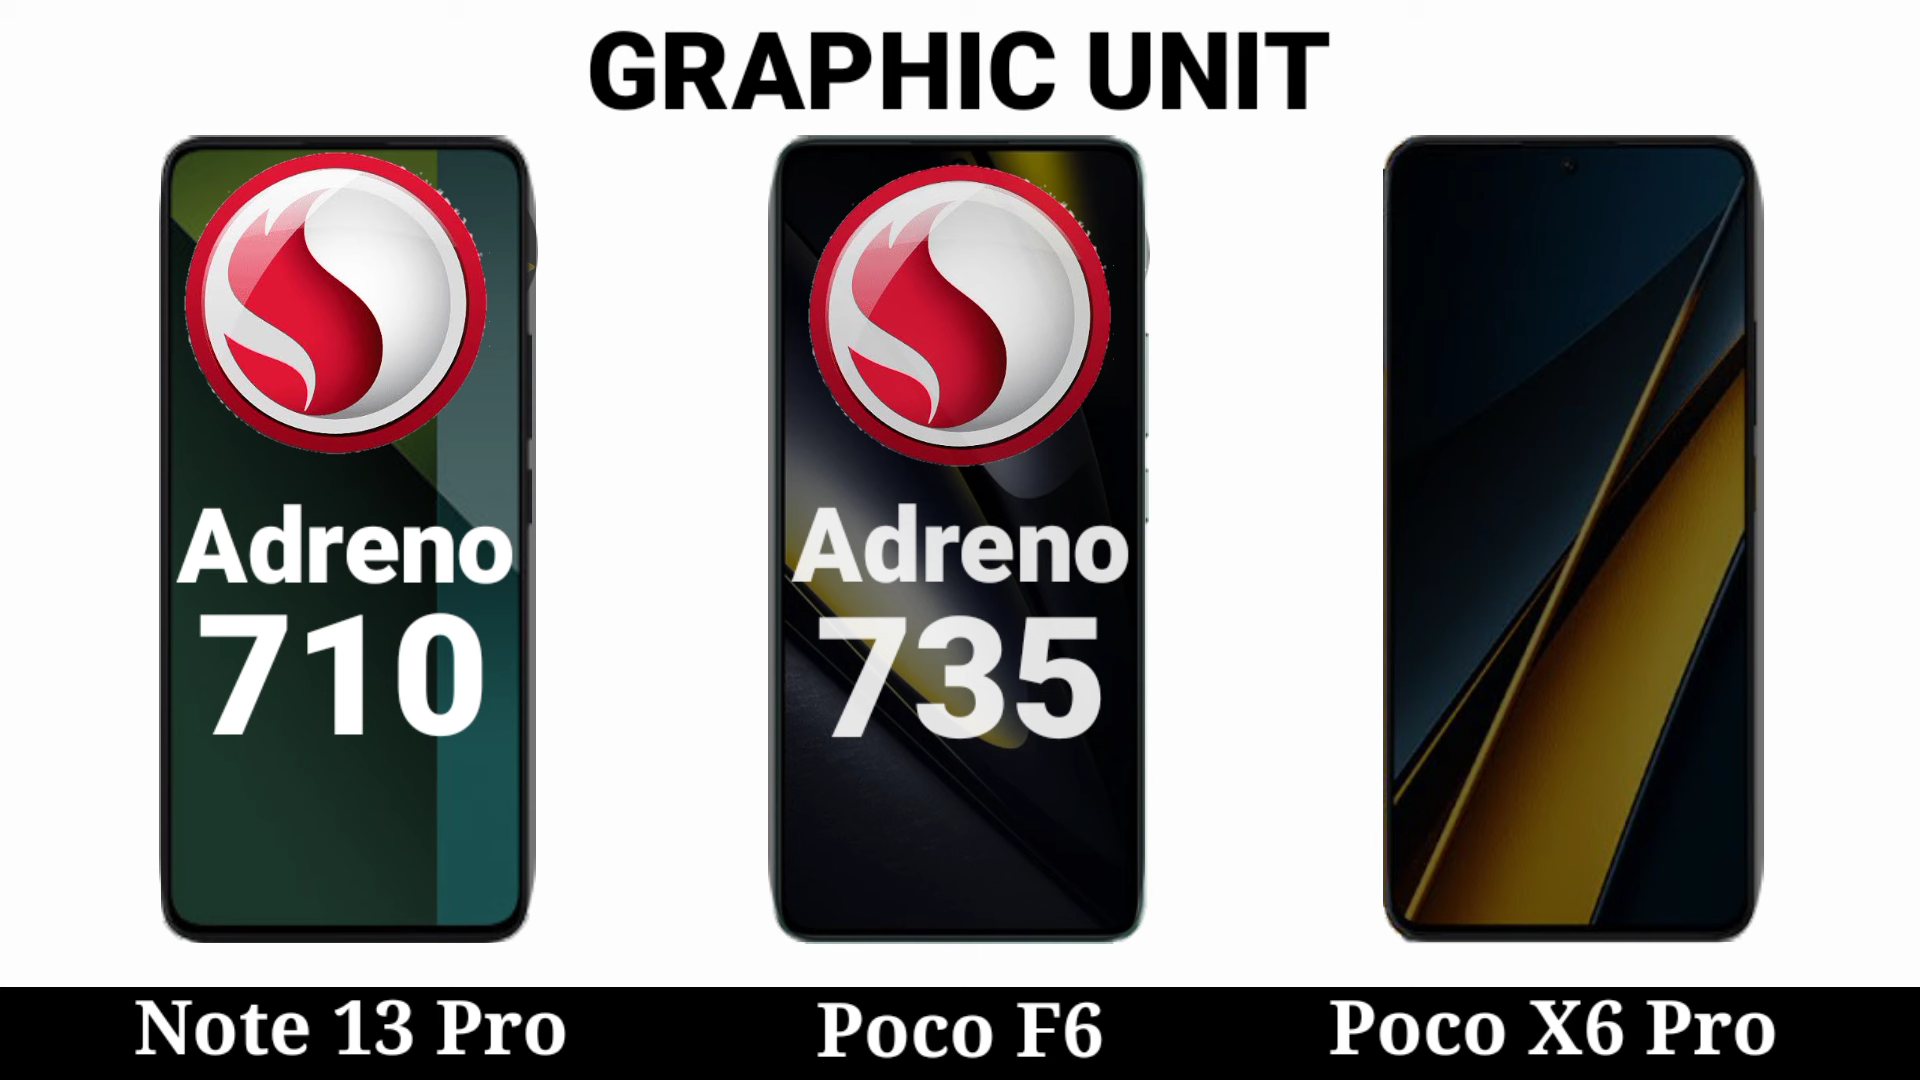 GRAPHIC UNIT
Adreno
710
Adreno
735
Note 13 Pro
Poco F6
Poco X6 Pro